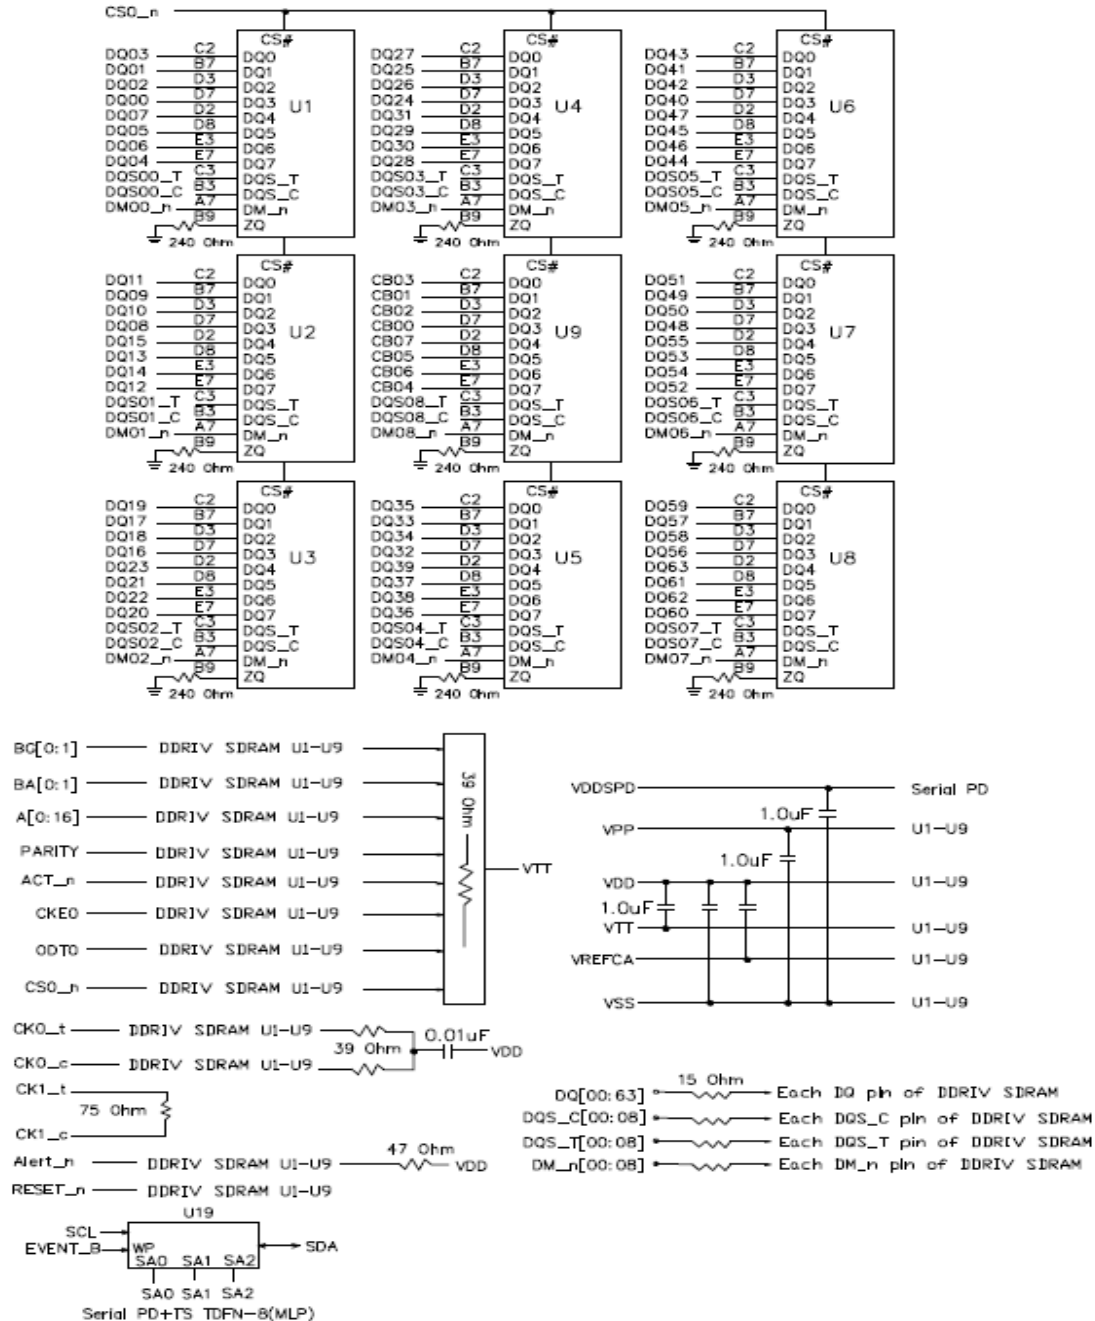 CS0_n
CS# CS# CS#
DQ03 C2 DQ0 DQ27 C2 DQ0 DQ43 C2 DQ0
DQ01 B7 DQ1 DQ25 B7 DQ1 DQ41 B7 DQ1
DQ02 D3 DQ2 DQ26 D3 DQ2 DQ42 D3 DQ2
DQ00 D7 DQ3 U1 DQ24 D7 DQ3 U4 DQ40 D7 DQ3 U6
DQ07 D2 DQ4 DQ31 D2 DQ4 DQ47 D2 DQ4
DQ05 D8 DQ5 DQ29 D8 DQ5 DQ45 D8 DQ5
DQ06 E3 DQ6 DQ30 E3 DQ6 DQ46 E3 DQ6
DQ04 E7 DQ7 DQ28 E7 DQ7 DQ44 E7 DQ7
DQS00_T C3 DQS_T DQS03_T C3 DQS_T DQS05_T C3 DQS_T
DQS00_C B3 DQS_C DQS03_C B3 DQS_C DQS05_C B3 DQS_C
DM00_n A7 DM_n DM03_n A7 DM_n DM05_n A7 DM_n
B9 ZQ B9 ZQ B9 ZQ
240 Ohm 240 Ohm 240 Ohm
CS# CS# CS#
DQ11 C2 DQ0 CB03 C2 DQ0 DQ51 C2 DQ0
DQ09 B7 DQ1 CB01 B7 DQ1 DQ49 B7 DQ1
DQ10 D3 DQ2 CB02 D3 DQ2 DQ50 D3 DQ2
DQ08 D7 DQ3 U2 CB00 D7 DQ3 U9 DQ48 D7 DQ3 U7
DQ15 D2 DQ4 CB07 D2 DQ4 DQ55 D2 DQ4
DQ13 D8 DQ5 CB05 D8 DQ5 DQ53 D8 DQ5
DQ14 E3 DQ6 CB06 E3 DQ6 DQ54 E3 DQ6
DQ12 E7 DQ7 CB04 E7 DQ7 DQ52 E7 DQ7
DQS01_T C3 DQS_T DQS08_T C3 DQS_T DQS06_T C3 DQS_T
DQS01_C B3 DQS_C DQS08_C B3 DQS_C DQS06_C B3 DQS_C
DM01_n A7 DM_n DM08_n A7 DM_n DM06_n A7 DM_n
B9 ZQ B9 ZQ B9 ZQ
240 Ohm 240 Ohm 240 Ohm
CS# CS# CS#
DQ19 C2 DQ0 DQ35 C2 DQ0 DQ59 C2 DQ0
DQ17 B7 DQ1 DQ33 B7 DQ1 DQ57 B7 DQ1
DQ18 D3 DQ2 DQ34 D3 DQ2 DQ58 D3 DQ2
DQ16 D7 DQ3 U3 DQ32 D7 DQ3 U5 DQ56 D7 DQ3 U8
DQ23 D2 DQ4 DQ39 D2 DQ4 DQ63 D2 DQ4
DQ21 D8 DQ5 DQ37 D8 DQ5 DQ61 D8 DQ5
DQ22 E3 DQ6 DQ38 E3 DQ6 DQ62 E3 DQ6
DQ20 E7 DQ7 DQ36 E7 DQ7 DQ60 E7 DQ7
DQS02_T C3 DQS_T DQS04_T C3 DQS_T DQS07_T C3 DQS_T
DQS02_C B3 DQS_C DQS04_C B3 DQS_C DQS07_C B3 DQS_C
DM02_n A7 DM_n DM04_n A7 DM_n DM07_n A7 DM_n
B9 ZQ B9 ZQ B9 ZQ
240 Ohm 240 Ohm 240 Ohm
BG[0:1] DDRIV SDRAM U1-U9
BA[0:1] DDRIV SDRAM U1-U9
A[0:16] DDRIV SDRAM U1-U9
PARITY DDRIV SDRAM U1-U9
ACT_n DDRIV SDRAM U1-U9
CKE0 DDRIV SDRAM U1-U9
ODT0 DDRIV SDRAM U1-U9
CS0_n DDRIV SDRAM U1-U9
39 Ohm
VTT
CK0_t DDRIV SDRAM U1-U9
39 Ohm 0.01uF VDD
CK0_c DDRIV SDRAM U1-U9
CK1_t
75 Ohm
CK1_c
Alert_n DDRIV SDRAM U1-U9 47 Ohm VDD
RESET_n DDRIV SDRAM U1-U9
U19
SCL
EVENT_B WP SDA
SA0 SA1 SA2
SA0 SA1 SA2
Serial PD+TS TDFN-8(MLP)
VDDSPD Serial PD
1.0uF
VPP U1-U9
1.0uF
VDD U1-U9
1.0uF
VTT U1-U9
VREFCA U1-U9
VSS U1-U9
15 Ohm
DQ[00:63] Each DQ pin of DDRIV SDRAM
DQS_C[00:08] Each DQS_C pin of DDRIV SDRAM
DQS_T[00:08] Each DQS_T pin of DDRIV SDRAM
DM_n[00:08] Each DM_n pin of DDRIV SDRAM